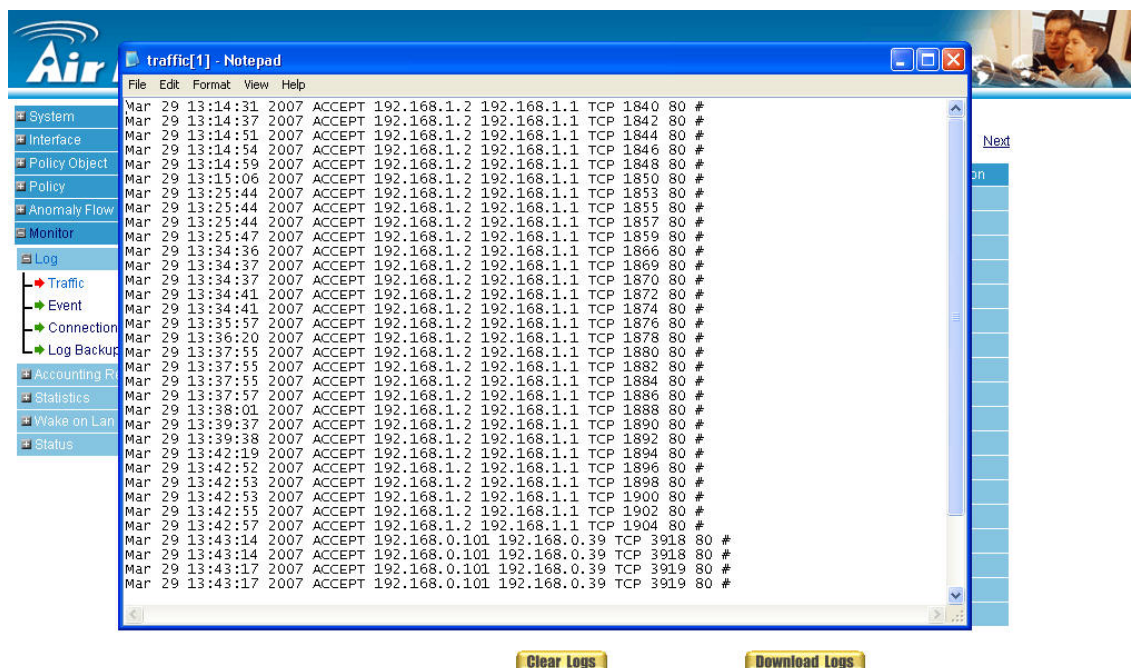 Air
traffic[1] - Notepad
File Edit Format View Help
Mar 29 13:14:31 2007 ACCEPT 192.168.1.2 192.168.1.1 TCP 1840 80 #
Mar 29 13:14:37 2007 ACCEPT 192.168.1.2 192.168.1.1 TCP 1842 80 #
Mar 29 13:14:51 2007 ACCEPT 192.168.1.2 192.168.1.1 TCP 1844 80 #
Mar 29 13:14:54 2007 ACCEPT 192.168.1.2 192.168.1.1 TCP 1846 80 #
Mar 29 13:14:59 2007 ACCEPT 192.168.1.2 192.168.1.1 TCP 1848 80 #
Mar 29 13:15:06 2007 ACCEPT 192.168.1.2 192.168.1.1 TCP 1850 80 #
Mar 29 13:25:44 2007 ACCEPT 192.168.1.2 192.168.1.1 TCP 1853 80 #
Mar 29 13:25:44 2007 ACCEPT 192.168.1.2 192.168.1.1 TCP 1855 80 #
Mar 29 13:25:44 2007 ACCEPT 192.168.1.2 192.168.1.1 TCP 1857 80 #
Mar 29 13:25:47 2007 ACCEPT 192.168.1.2 192.168.1.1 TCP 1859 80 #
Mar 29 13:34:36 2007 ACCEPT 192.168.1.2 192.168.1.1 TCP 1866 80 #
Mar 29 13:34:37 2007 ACCEPT 192.168.1.2 192.168.1.1 TCP 1869 80 #
Mar 29 13:34:37 2007 ACCEPT 192.168.1.2 192.168.1.1 TCP 1870 80 #
Mar 29 13:34:41 2007 ACCEPT 192.168.1.2 192.168.1.1 TCP 1872 80 #
Mar 29 13:34:41 2007 ACCEPT 192.168.1.2 192.168.1.1 TCP 1874 80 #
Mar 29 13:35:57 2007 ACCEPT 192.168.1.2 192.168.1.1 TCP 1876 80 #
Mar 29 13:36:20 2007 ACCEPT 192.168.1.2 192.168.1.1 TCP 1878 80 #
Mar 29 13:37:55 2007 ACCEPT 192.168.1.2 192.168.1.1 TCP 1880 80 #
Mar 29 13:37:55 2007 ACCEPT 192.168.1.2 192.168.1.1 TCP 1882 80 #
Mar 29 13:37:55 2007 ACCEPT 192.168.1.2 192.168.1.1 TCP 1884 80 #
Mar 29 13:37:57 2007 ACCEPT 192.168.1.2 192.168.1.1 TCP 1886 80 #
Mar 29 13:38:01 2007 ACCEPT 192.168.1.2 192.168.1.1 TCP 1888 80 #
Mar 29 13:39:37 2007 ACCEPT 192.168.1.2 192.168.1.1 TCP 1890 80 #
Mar 29 13:39:38 2007 ACCEPT 192.168.1.2 192.168.1.1 TCP 1892 80 #
Mar 29 13:42:19 2007 ACCEPT 192.168.1.2 192.168.1.1 TCP 1894 80 #
Mar 29 13:42:52 2007 ACCEPT 192.168.1.2 192.168.1.1 TCP 1896 80 #
Mar 29 13:42:53 2007 ACCEPT 192.168.1.2 192.168.1.1 TCP 1898 80 #
Mar 29 13:42:53 2007 ACCEPT 192.168.1.2 192.168.1.1 TCP 1900 80 #
Mar 29 13:42:55 2007 ACCEPT 192.168.1.2 192.168.1.1 TCP 1902 80 #
Mar 29 13:42:57 2007 ACCEPT 192.168.1.2 192.168.1.1 TCP 1904 80 #
Mar 29 13:43:14 2007 ACCEPT 192.168.0.101 192.168.0.39 TCP 3918 80 #
Mar 29 13:43:14 2007 ACCEPT 192.168.0.101 192.168.0.39 TCP 3918 80 #
Mar 29 13:43:17 2007 ACCEPT 192.168.0.101 192.168.0.39 TCP 3919 80 #
Mar 29 13:43:17 2007 ACCEPT 192.168.0.101 192.168.0.39 TCP 3919 80 #
System
Interface
Policy Object
Policy
Anomaly Flow
Monitor
Log
Traffic
Event
Connection
Log Backup
Accounting Re
Statistics
Wake on Lan
Status
Next
on
Clear Logs
Download Logs